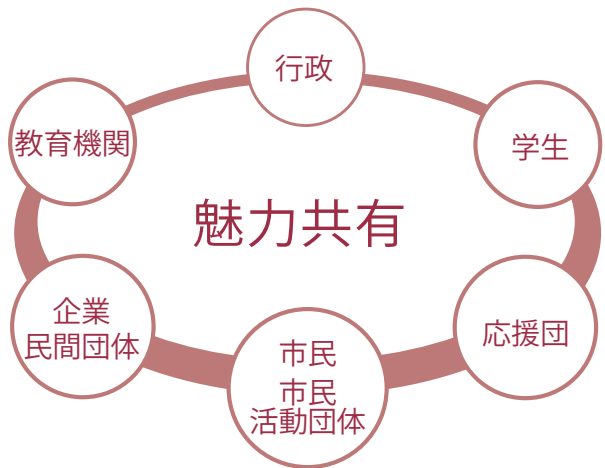 行政
教育機関
学生
魅力共有
企業
民間団体
応援団
市民
市民
活動団体